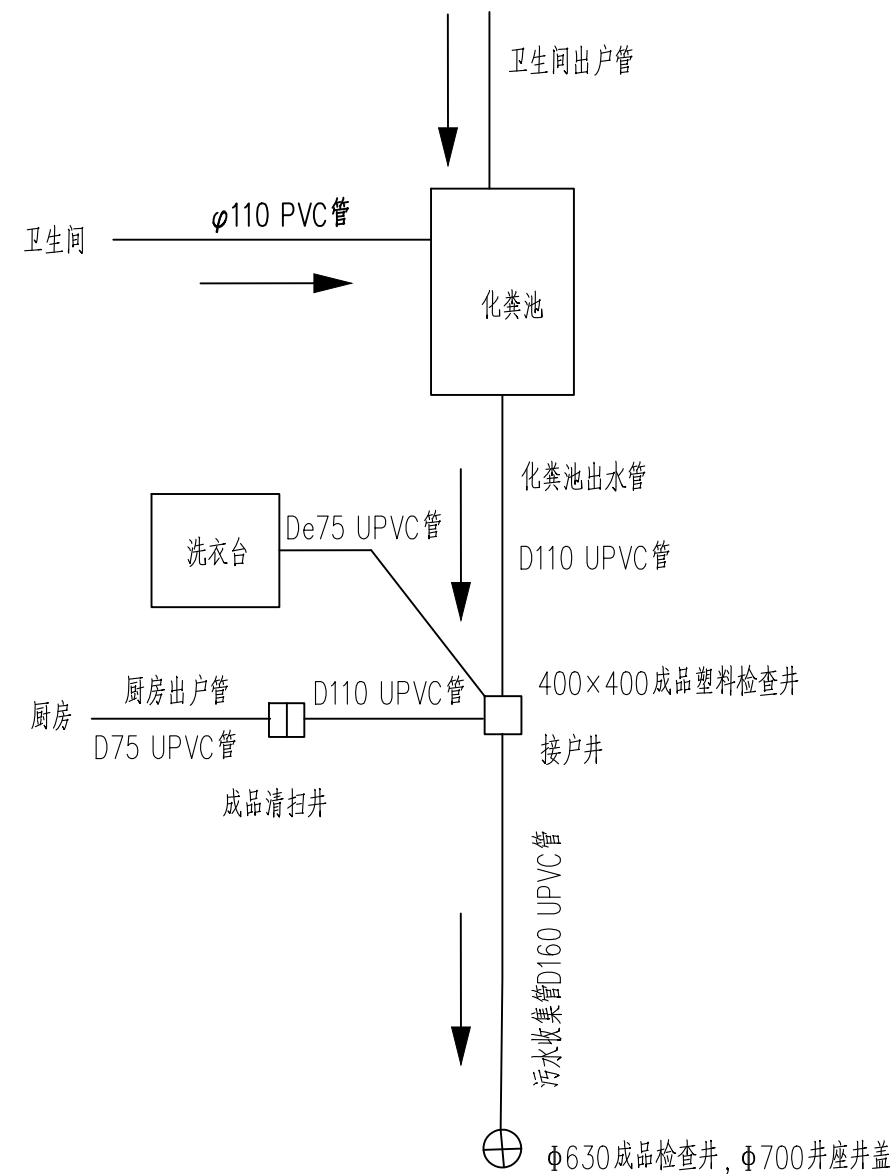 卫生间出户管
φ110 PVC管
卫生间
化粪池
化粪池出水管
De75 UPVC管
洗衣台
D110 UPVC管
厨房出户管
D110 UPVC管
400×400成品塑料检查井
厨房
D75 UPVC管
接户井
成品清扫井
污水收集管D160 UPVC管
Φ630成品检查井,Φ700井座井盖